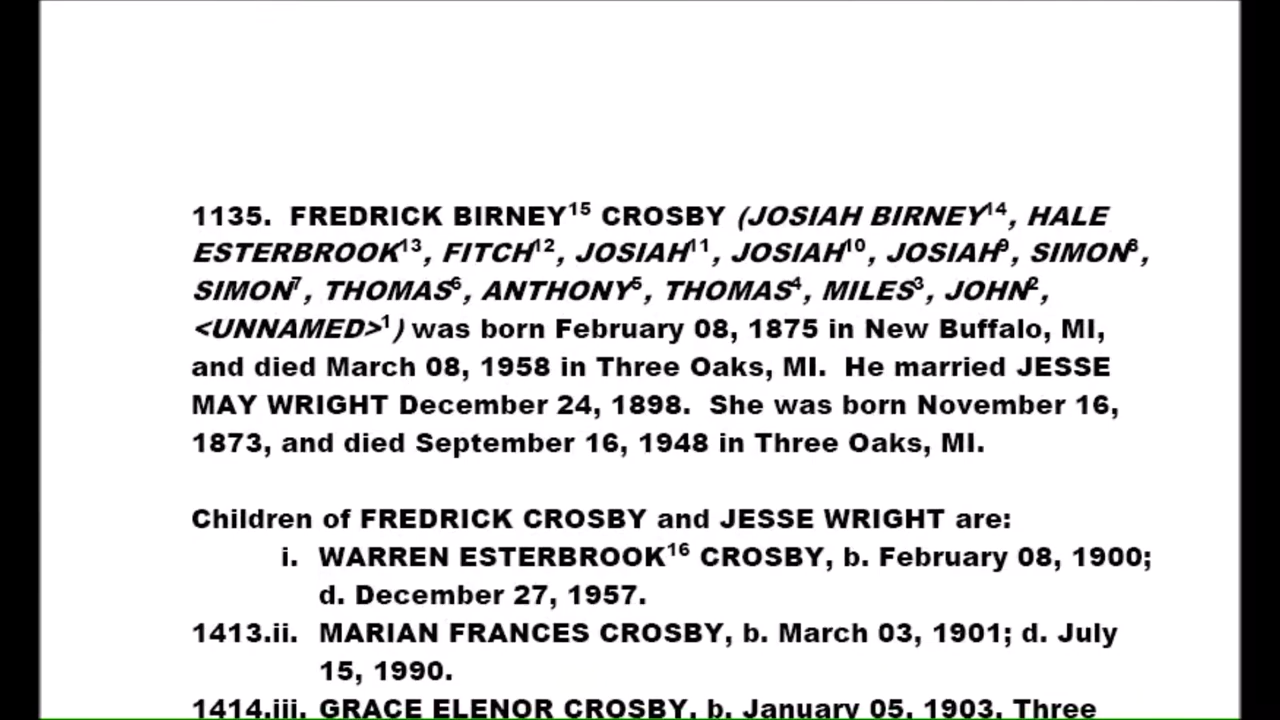 1135. FREDRICK BIRNEY15 CROSBY (JOSIAH BIRNEY14, HALE
ESTERBROOK13, FITCH12, JOSIAH11, JOSIAH10, JOSIAH9, SIMON8,
SIMON7, THOMAS6, ANTHONY5, THOMAS4, MILES3, JOHN2,
<UNNAMED>1) was born February 08, 1875 in New Buffalo, MI,
and died March 08, 1958 in Three Oaks, MI. He married JESSE
MAY WRIGHT December 24, 1898. She was born November 16,
1873, and died September 16, 1948 in Three Oaks, MI.
Children of FREDRICK CROSBY and JESSE WRIGHT are:
i. WARREN ESTERBROOK16 CROSBY, b. February 08, 1900;
d. December 27, 1957.
1413.ii. MARIAN FRANCES CROSBY, b. March 03, 1901; d. July
15, 1990.
1414.iii. GRACE ELENOR CROSBY, b. January 05, 1903, Three